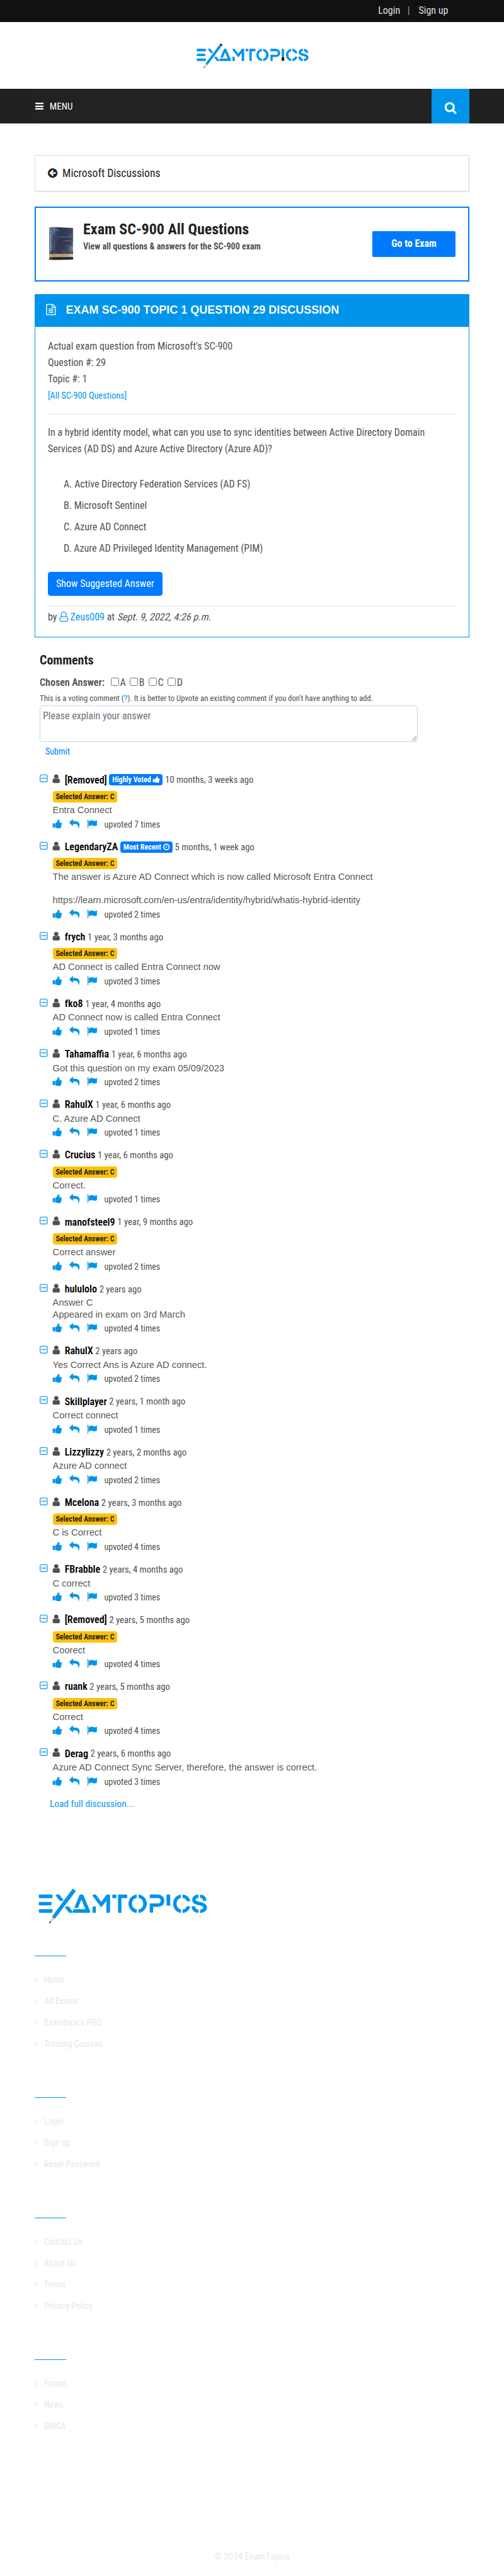 Login | Sign up
EXAMTOPICS
MENU
Microsoft Discussions
Exam SC-900 All Questions
View all questions & answers for the SC-900 exam
Go to Exam
EXAM SC-900 TOPIC 1 QUESTION 29 DISCUSSION
Actual exam question from Microsoft's SC-900
Question #: 29
Topic #: 1
[All SC-900 Questions]
In a hybrid identity model, what can you use to sync identities between Active Directory Domain
Services (AD DS) and Azure Active Directory (Azure AD)?
A. Active Directory Federation Services (AD FS)
B. Microsoft Sentinel
C. Azure AD Connect
D. Azure AD Privileged Identity Management (PIM)
Show Suggested Answer
by Zeus009 at Sept. 9, 2022, 4:26 p.m.
Comments
Chosen Answer: A B C D
This is a voting comment (?). It is better to Upvote an existing comment if you don't have anything to add.
Please explain your answer
Submit
[Removed] Highly Voted 10 months, 3 weeks ago
Selected Answer: C
Entra Connect
upvoted 7 times
LegendaryZA Most Recent 5 months, 1 week ago
Selected Answer: C
The answer is Azure AD Connect which is now called Microsoft Entra Connect
https://learn.microsoft.com/en-us/entra/identity/hybrid/whatis-hybrid-identity
upvoted 2 times
frych 1 year, 3 months ago
Selected Answer: C
AD Connect is called Entra Connect now
upvoted 3 times
fko8 1 year, 4 months ago
AD Connect now is called Entra Connect
upvoted 1 times
Tahamaffia 1 year, 6 months ago
Got this question on my exam 05/09/2023
upvoted 2 times
RahulX 1 year, 6 months ago
C. Azure AD Connect
upvoted 1 times
Crucius 1 year, 6 months ago
Selected Answer: C
Correct.
upvoted 1 times
manofsteel9 1 year, 9 months ago
Selected Answer: C
Correct answer
upvoted 2 times
hululolo 2 years ago
Answer C
Appeared in exam on 3rd March
upvoted 4 times
RahulX 2 years ago
Yes Correct Ans is Azure AD connect.
upvoted 2 times
Skillplayer 2 years, 1 month ago
Correct connect
upvoted 1 times
Lizzylizzy 2 years, 2 months ago
Azure AD connect
upvoted 2 times
Mcelona 2 years, 3 months ago
Selected Answer: C
C is Correct
upvoted 4 times
FBrabble 2 years, 4 months ago
C correct
upvoted 3 times
[Removed] 2 years, 5 months ago
Selected Answer: C
Coorect
upvoted 4 times
ruank 2 years, 5 months ago
Selected Answer: C
Correct
upvoted 4 times
Derag 2 years, 6 months ago
Azure AD Connect Sync Server, therefore, the answer is correct.
upvoted 3 times
Load full discussion...
EXAMTOPICS
Home
All Exams
Examtopics PRO
Training Courses
Login
Sign up
Reset Password
Contact Us
About Us
Terms
Privacy Policy
Forum
News
DMCA
© 2024 ExamTopics